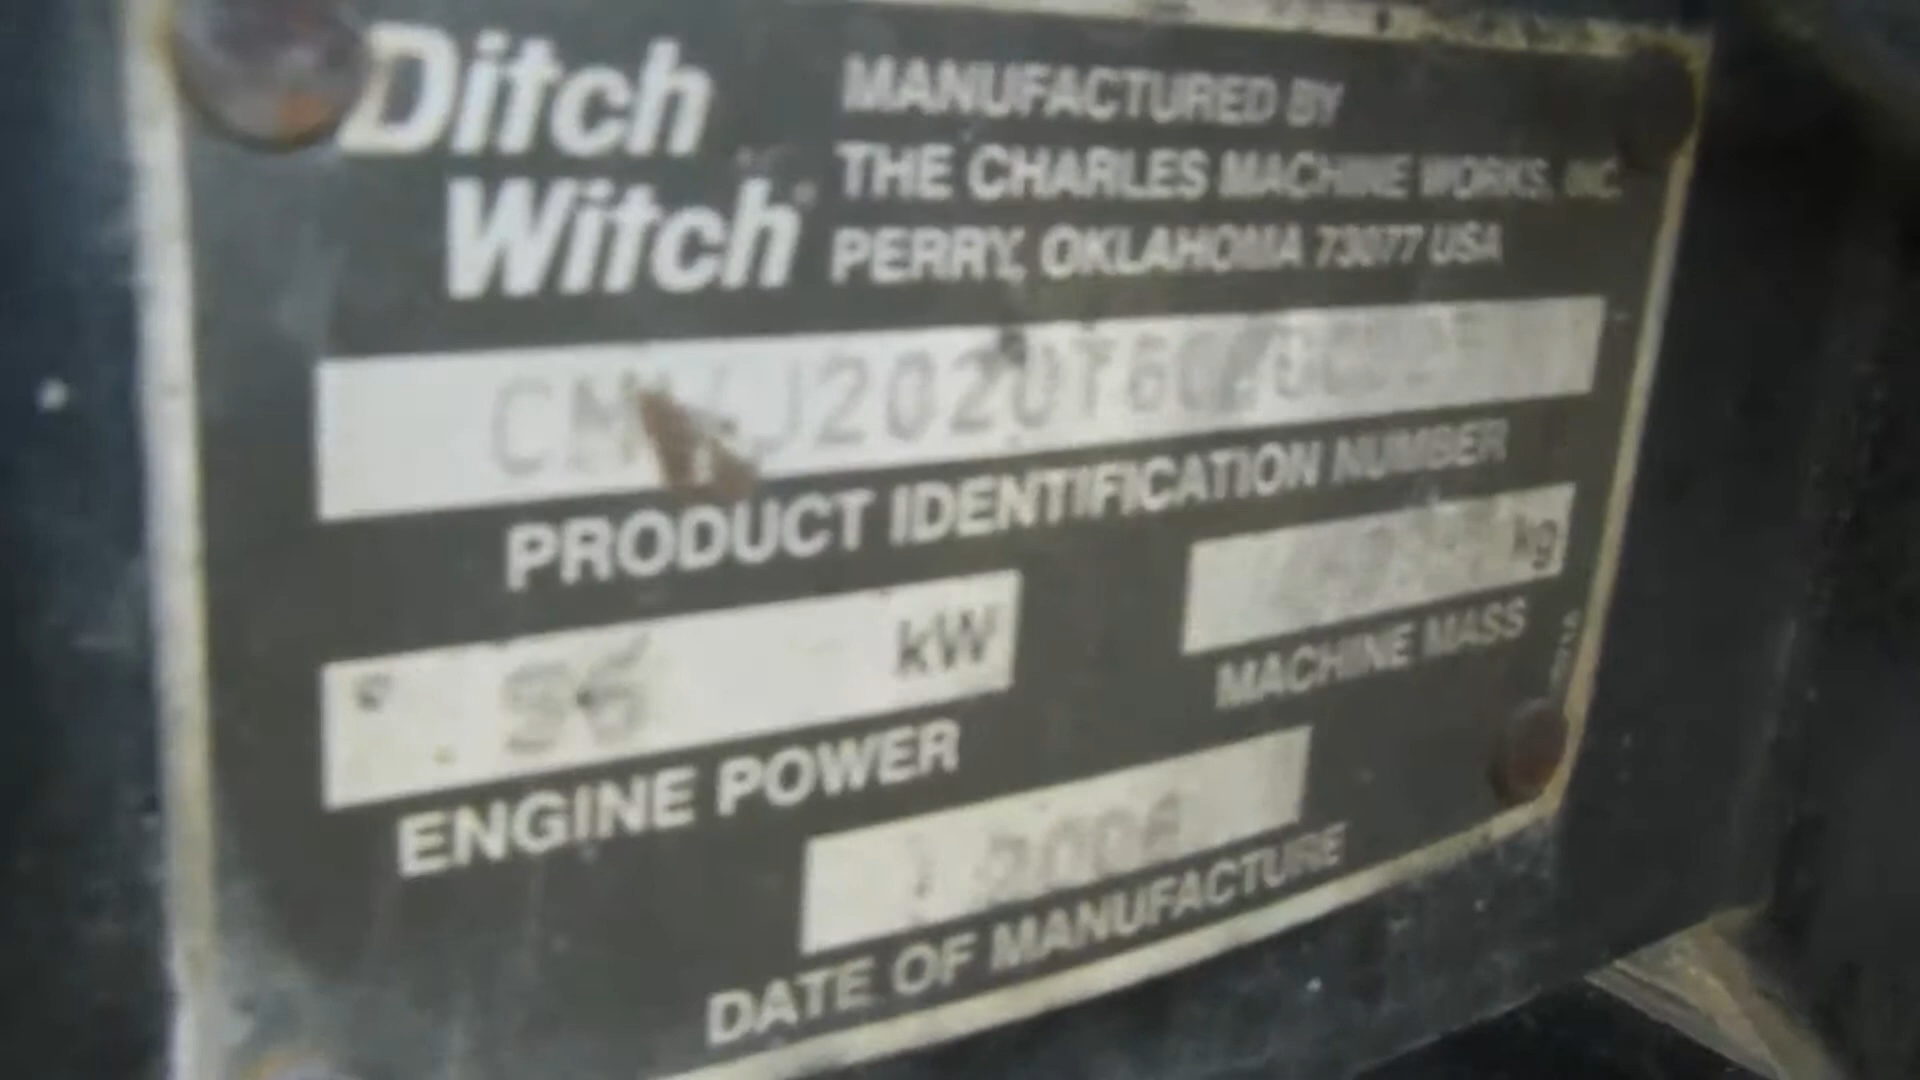 Ditch
Witch®
MANUFACTURED BY
THE CHARLES MACHINE WORKS, INC.
PERRY, OKLAHOMA 73077 USA
PRODUCT IDENTIFICATION NUMBER
56 kW
ENGINE POWER
kg
MACHINE MASS
DATE OF MANUFACTURE